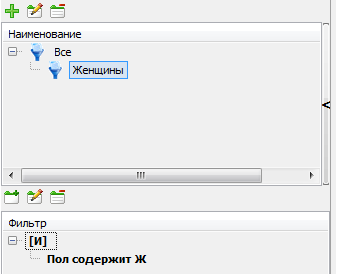 Наименование
Все
Женщины
<
Фильтр
[И]
Пол содержит Ж